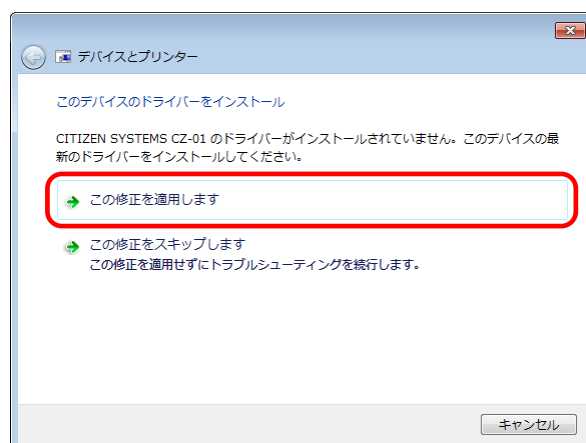 デバイスとプリンター
このデバイスのドライバーをインストール
CITIZEN SYSTEMS CZ-01 のドライバーがインストールされていません。このデバイスの最
新のドライバーをインストールしてください。
この修正を適用します
この修正をスキップします
この修正を適用せずにトラブルシューティングを続行します。
キャンセル